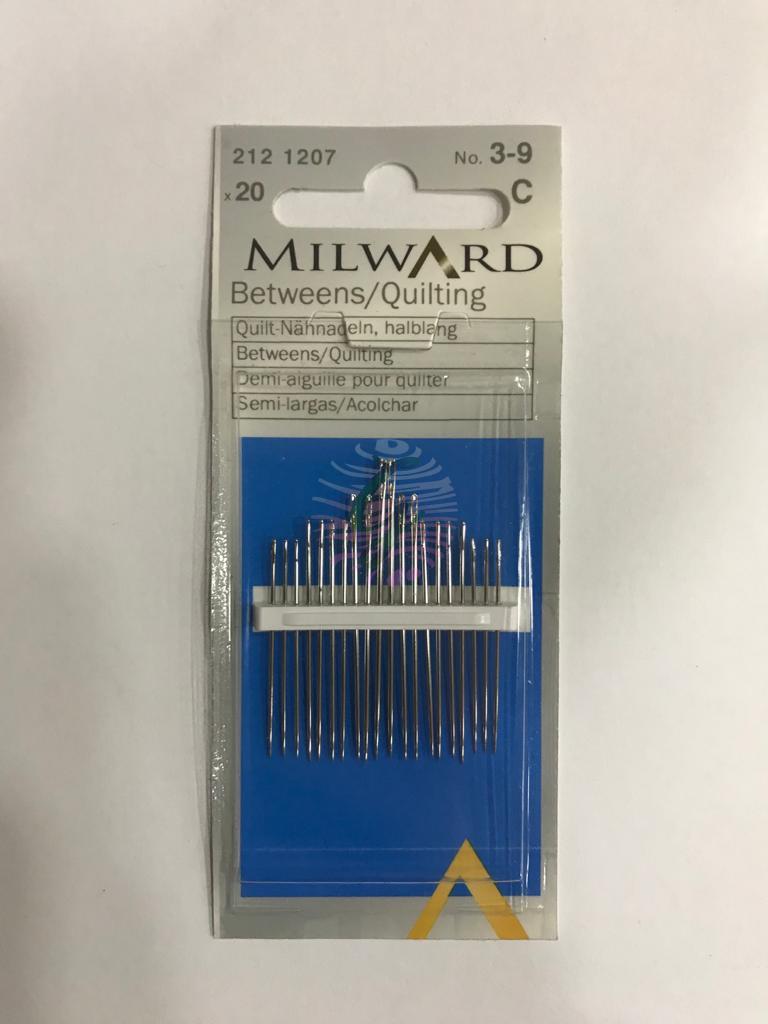 212 1207 No. 3-9
x 20 C
MILWARD
Betweens/Quilting
Quilt-Nähnadeln, halblang
Betweens/Quilting
Demi-aiguille pour quilter
Semi-largas/Acolchar